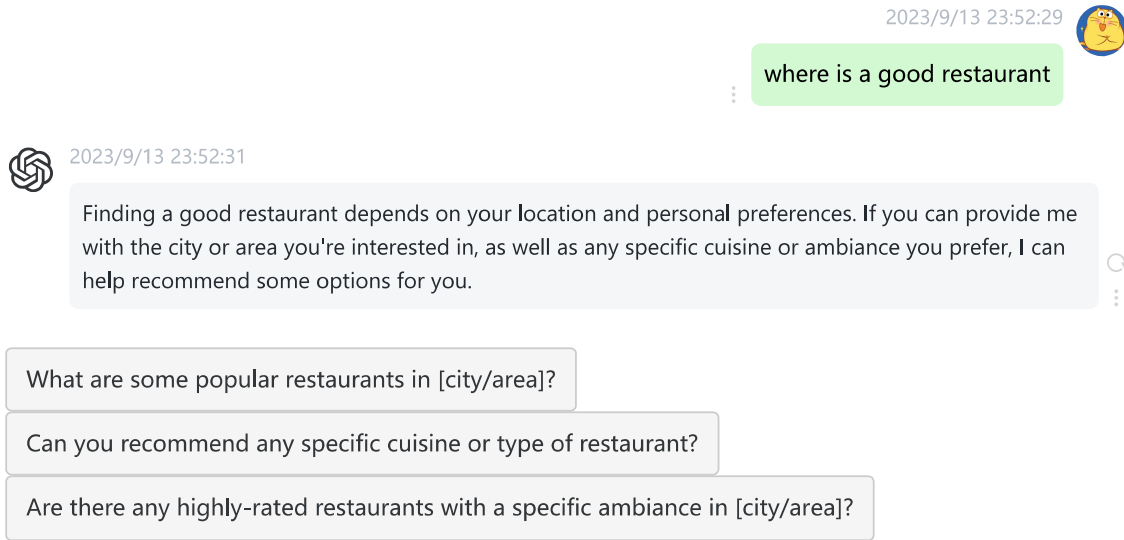 2023/9/13 23:52:29
where is a good restaurant
2023/9/13 23:52:31
Finding a good restaurant depends on your location and personal preferences. If you can provide me
with the city or area you're interested in, as well as any specific cuisine or ambiance you prefer, I can
help recommend some options for you.
What are some popular restaurants in [city/area]?
Can you recommend any specific cuisine or type of restaurant?
Are there any highly-rated restaurants with a specific ambiance in [city/area]?